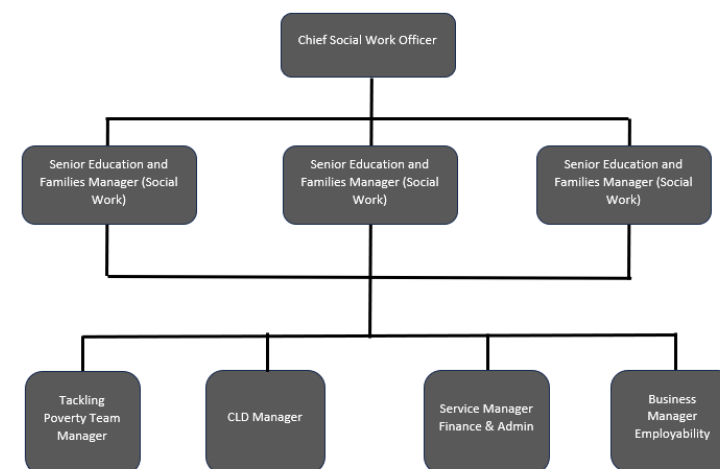 Chief Social Work Officer
Senior Education and
Families Manager (Social
Work)
Senior Education and
Families Manager (Social
Work)
Senior Education and
Families Manager (Social
Work)
Tackling
Poverty Team
Manager
CLD Manager
Service Manager
Finance & Admin
Business
Manager
Employability